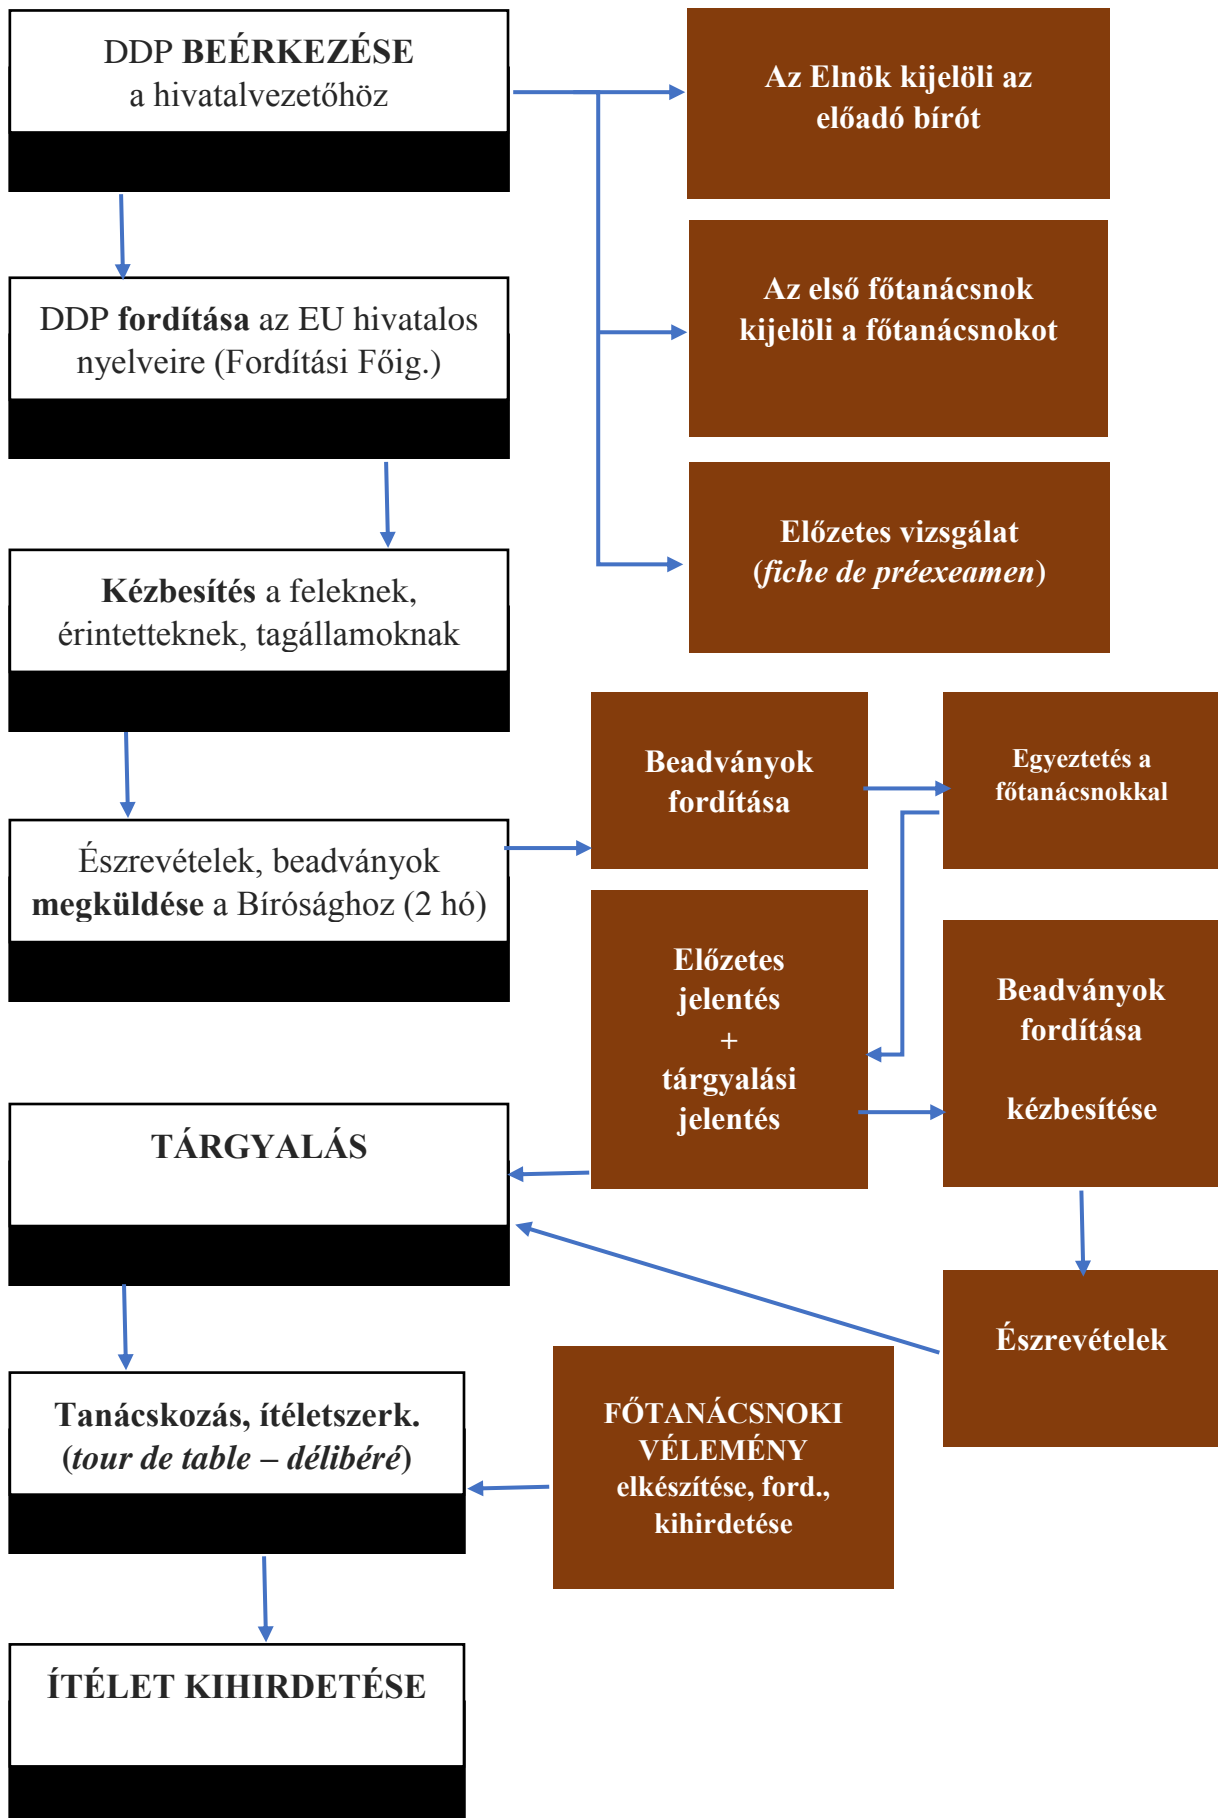 DDP BEÉRKEZÉSE
a hivatalvezetőhöz
Az Elnök kijelöli az
előadó bírót
DDP fordítása az EU hivatalos
nyelveire (Fordítási Főig.)
Az első főtanácsnok
kijelöli a főtanácsnokot
Előzetes vizsgálat
(fiche de préexeamen)
Kézbesítés a feleknek,
érintetteknek, tagállamoknak
Beadványok
fordítása
Egyeztetés a
főtanácsnokkal
Észrevételek, beadványok
megküldése a Bírósághoz (2 hó)
Előzetes
jelentés
+
tárgyalási
jelentés
Beadványok
fordítása
kézbesítése
TÁRGYALÁS
Észrevételek
Tanácskozás, ítéletszerk.
(tour de table – délibéré)
FŐTANÁCSNOKI
VÉLEMÉNY
elkészítése, ford.,
kihirdetése
ÍTÉLET KIHIRDETÉSE